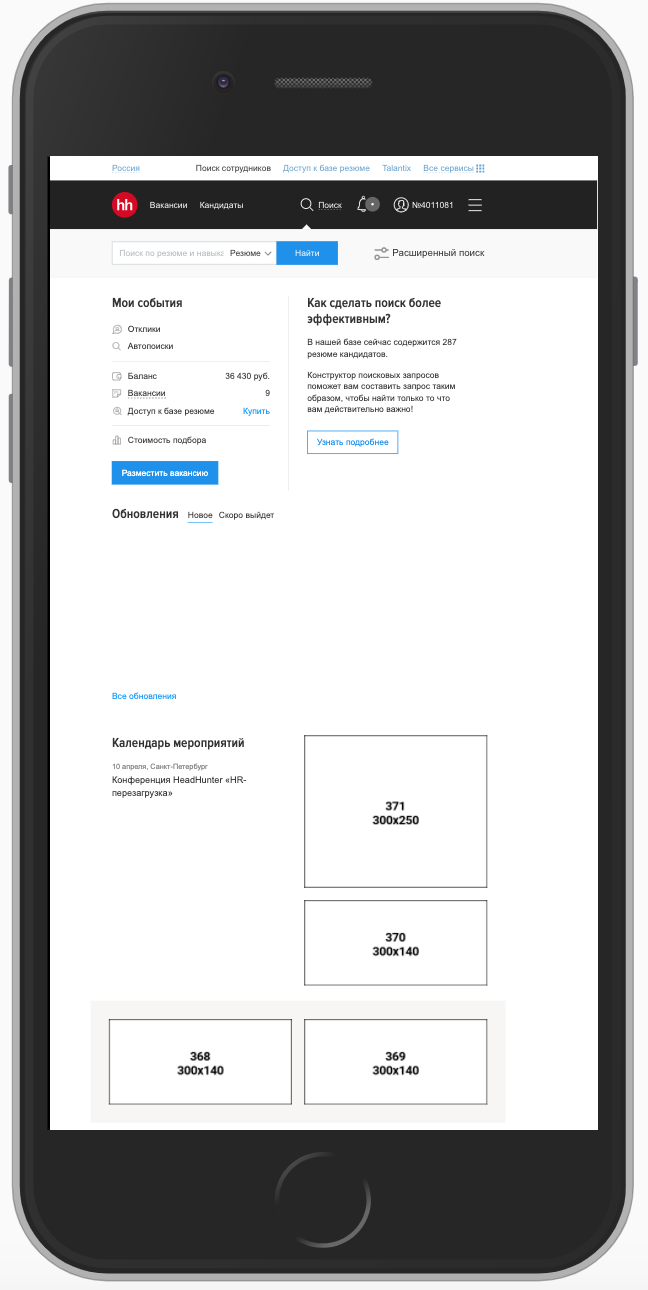 Россия Поиск сотрудников Доступ к базе резюме Talantix Все сервисы
hh Вакансии Кандидаты Поиск №4011081
Поиск по резюме и навыка Резюме Найти Расширенный поиск
Мои события
Отклики
Автопоиски
Баланс 36 430 руб.
Вакансии 9
Доступ к базе резюме Купить
Стоимость подбора
Разместить вакансию
Как сделать поиск более
эффективным?
В нашей базе сейчас содержится 287
резюме кандидатов.
Конструктор поисковых запросов
поможет вам составить запрос таким
образом, чтобы найти только то что
вам действительно важно!
Узнать подробнее
Обновления Новое Скоро выйдет
Все обновления
Календарь мероприятий
10 апреля, Санкт-Петербург
Конференция HeadHunter «HR-
перезагрузка»
371
300x250
370
300x140
368
300x140
369
300x140